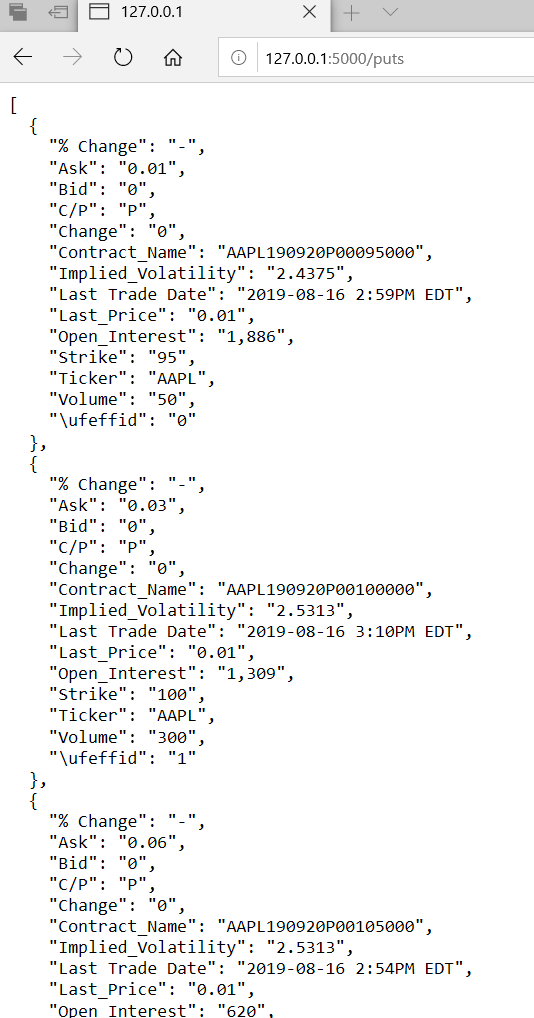 127.0.0.1
127.0.0.1:5000/puts
[
{
"% Change": "-",
"Ask": "0.01",
"Bid": "0",
"C/P": "P",
"Change": "0",
"Contract_Name": "AAPL190920P00095000",
"Implied_Volatility": "2.4375",
"Last Trade Date": "2019-08-16 2:59PM EDT",
"Last_Price": "0.01",
"Open_Interest": "1,886",
"Strike": "95",
"Ticker": "AAPL",
"Volume": "50",
"\ufeffid": "0"
},
{
"% Change": "-",
"Ask": "0.03",
"Bid": "0",
"C/P": "P",
"Change": "0",
"Contract_Name": "AAPL190920P00100000",
"Implied_Volatility": "2.5313",
"Last Trade Date": "2019-08-16 3:10PM EDT",
"Last_Price": "0.01",
"Open_Interest": "1,309",
"Strike": "100",
"Ticker": "AAPL",
"Volume": "300",
"\ufeffid": "1"
},
{
"% Change": "-",
"Ask": "0.06",
"Bid": "0",
"C/P": "P",
"Change": "0",
"Contract_Name": "AAPL190920P00105000",
"Implied_Volatility": "2.5313",
"Last Trade Date": "2019-08-16 2:54PM EDT",
"Last_Price": "0.01",
"Open_Interest": "620",